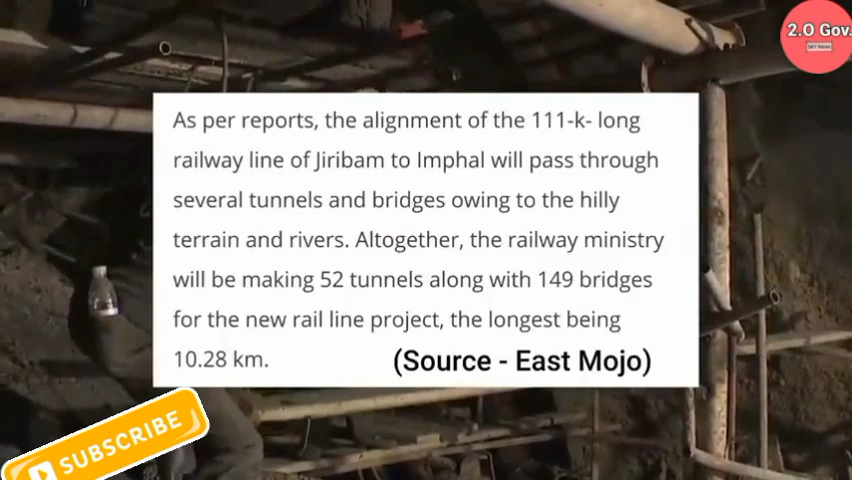 2.0 Gov.
SKY News
As per reports, the alignment of the 111-k- long
railway line of Jiribam to Imphal will pass through
several tunnels and bridges owing to the hilly
terrain and rivers. Altogether, the railway ministry
will be making 52 tunnels along with 149 bridges
for the new rail line project, the longest being
10.28 km.
(Source - East Mojo)
SUBSCRIBE